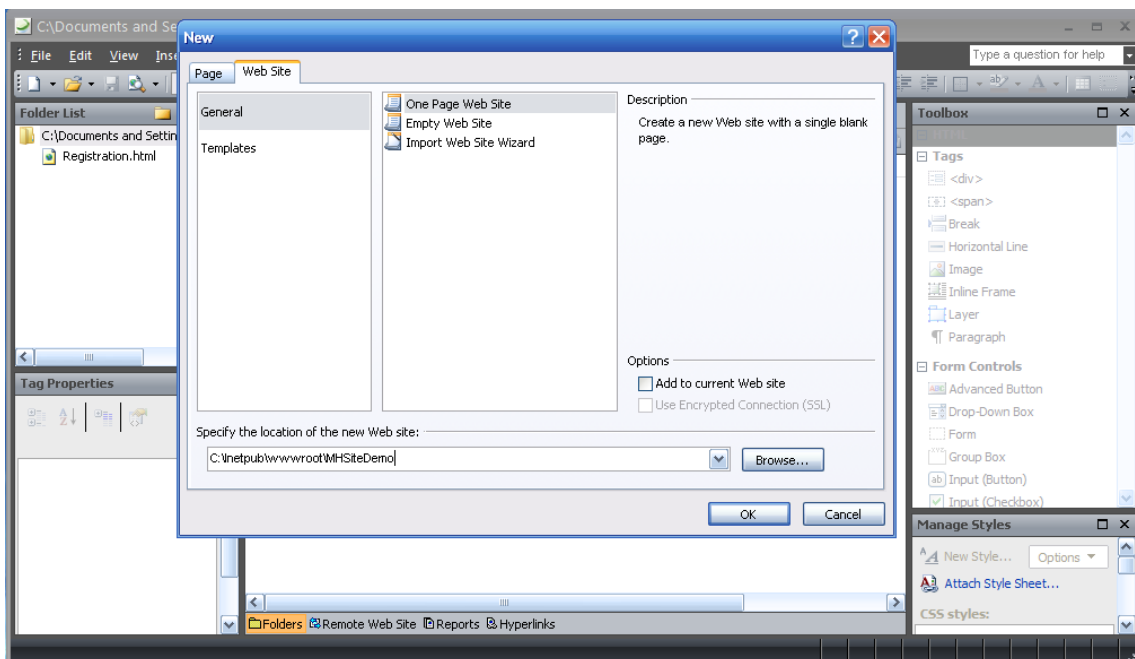 C:\Documents and Se
New
File Edit View Inse
Type a question for help
Page Web Site
Folder List
C:\Documents and Settin
Registration.html
General
Templates
One Page Web Site
Empty Web Site
Import Web Site Wizard
Description
Create a new Web site with a single blank
page.
Options
Add to current Web site
Use Encrypted Connection (SSL)
Specify the location of the new Web site:
C:\Inetpub\wwwroot\MHSiteDemo
Browse...
OK Cancel
Tag Properties
Toolbox
HTML
Tags
<div>
<span>
Break
Horizontal Line
Image
Inline Frame
Layer
Paragraph
Form Controls
Advanced Button
Drop-Down Box
Form
Group Box
Input (Button)
Input (Checkbox)
Manage Styles
New Style... Options
Attach Style Sheet...
CSS styles:
Folders Remote Web Site Reports Hyperlinks